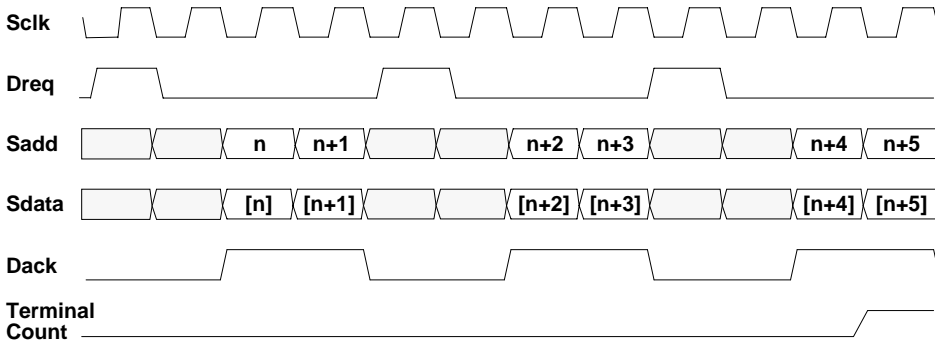 Sclk
Dreq
Sadd n n+1 n+2 n+3 n+4 n+5
Sdata [n] [n+1] [n+2] [n+3] [n+4] [n+5]
Dack
Terminal
Count